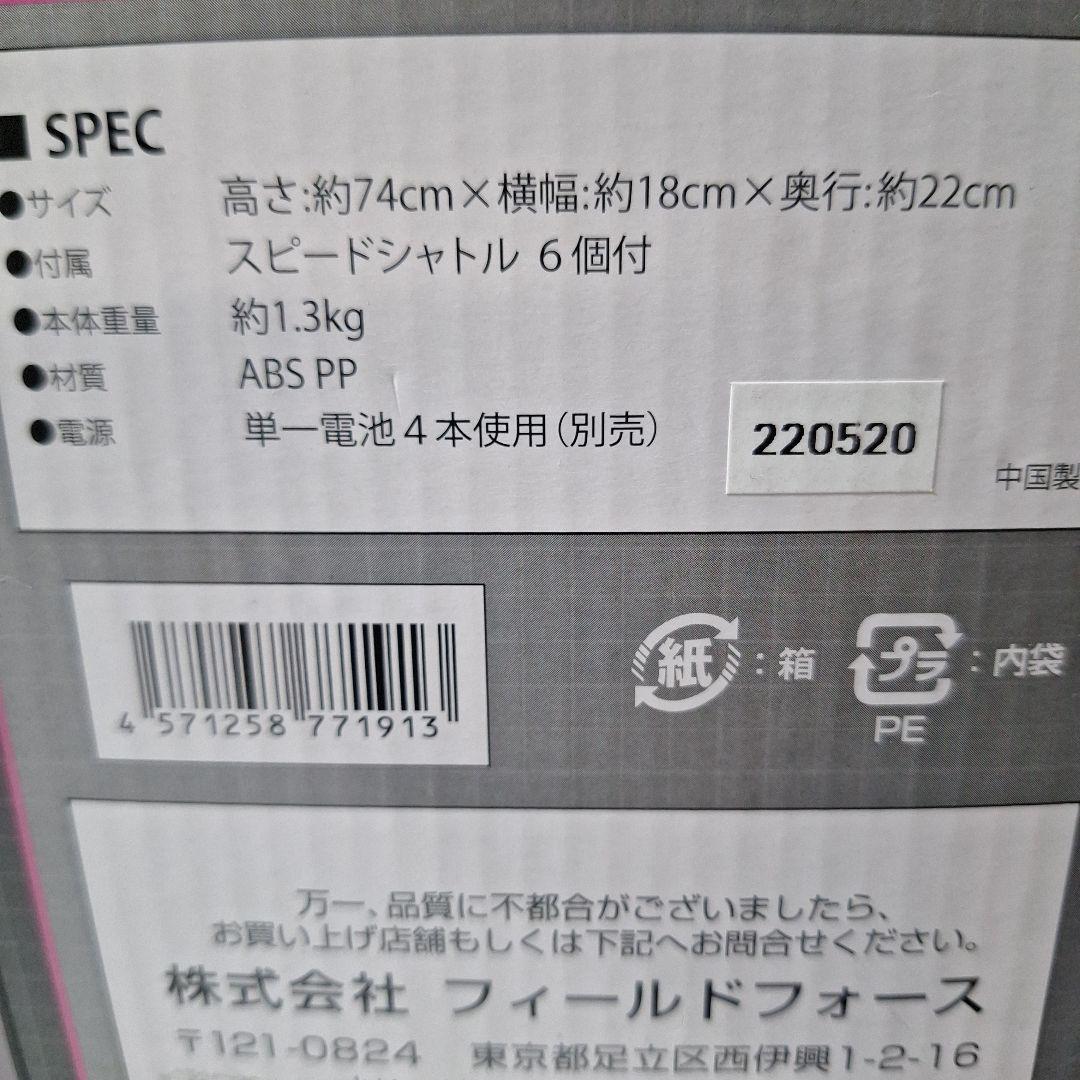 ■ SPEC
●サイズ 高さ:約74cm×横幅:約18cm×奥行:約22cm
●付属 スピードシャトル 6個付
●本体重量 約1.3kg
●材質 ABS PP
●電源 単一電池4本使用(別売)
220520
中国製
4 571258 771913
紙:箱
プラ:内袋
PE
万一、品質に不都合がございましたら、
お買い上げ店舗もしくは下記へお問合せください。
株式会社 フィールドフォース
〒121-0824 東京都足立区西伊興1-2-16